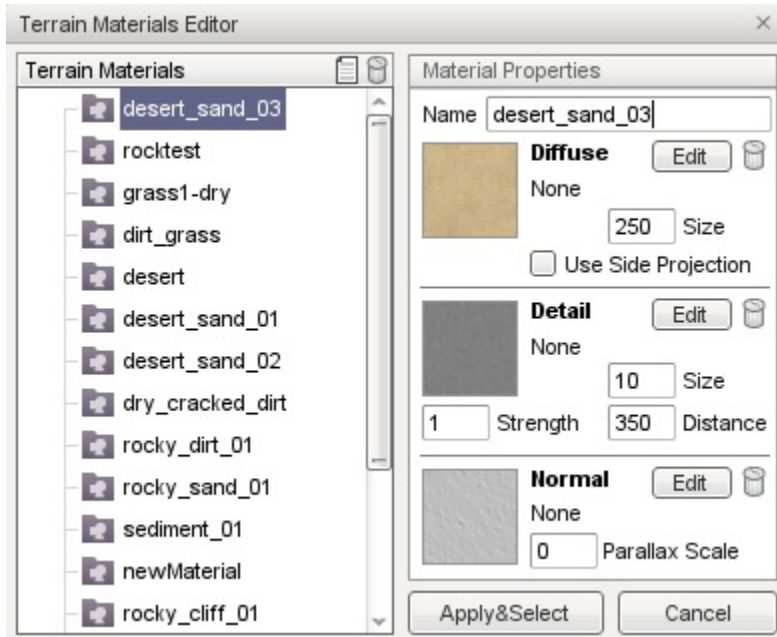 Terrain Materials Editor
Terrain Materials
desert_sand_03
rocktest
grass1-dry
dirt_grass
desert
desert_sand_01
desert_sand_02
dry_cracked_dirt
rocky_dirt_01
rocky_sand_01
sediment_01
newMaterial
rocky_cliff_01
Material Properties
Name desert_sand_03
Diffuse Edit
None
250 Size
Use Side Projection
Detail Edit
None
10 Size
1 Strength 350 Distance
Normal Edit
None
0 Parallax Scale
Apply&Select Cancel